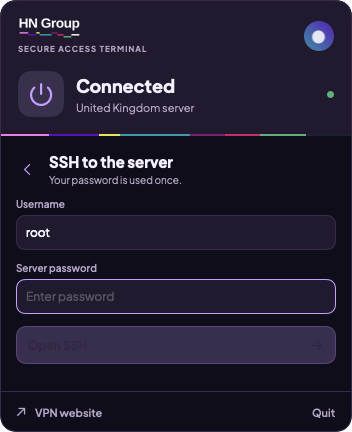 HN Group
SECURE ACCESS TERMINAL
Connected
United Kingdom server
SSH to the server
Your password is used once.
Username
root
Server password
Enter password
Open SSH →
↗ VPN website
Quit